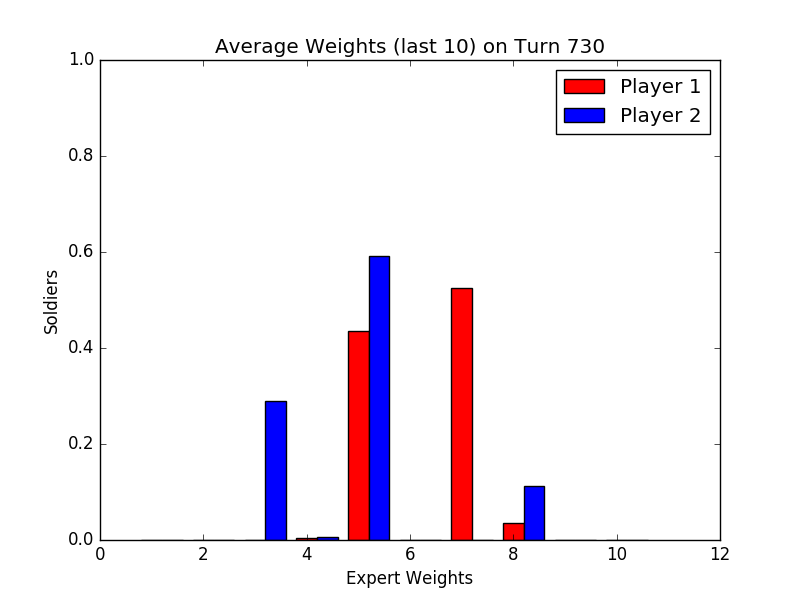 Average Weights (last 10) on Turn 730
1.0
Player 1
Player 2
0.8
0.6
Soldiers
0.4
0.2
0.0
0 2 4 6 8 10 12
Expert Weights